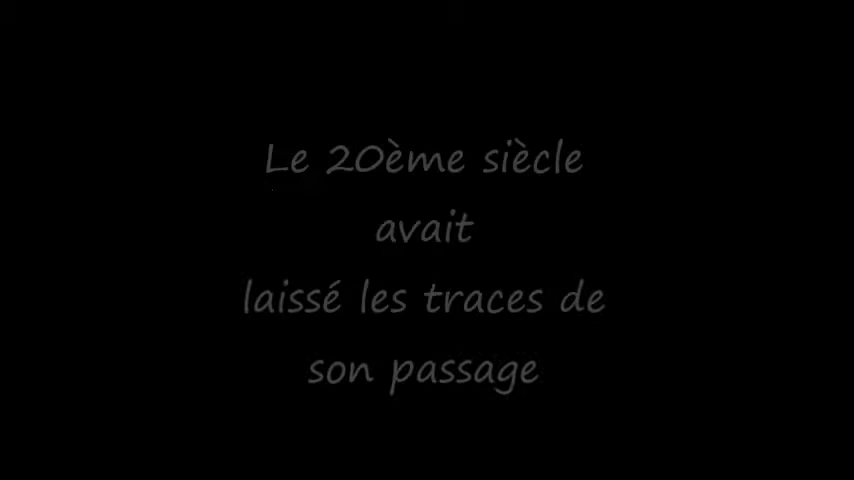 Le 20ème siècle
avait
laissé les traces de
son passage